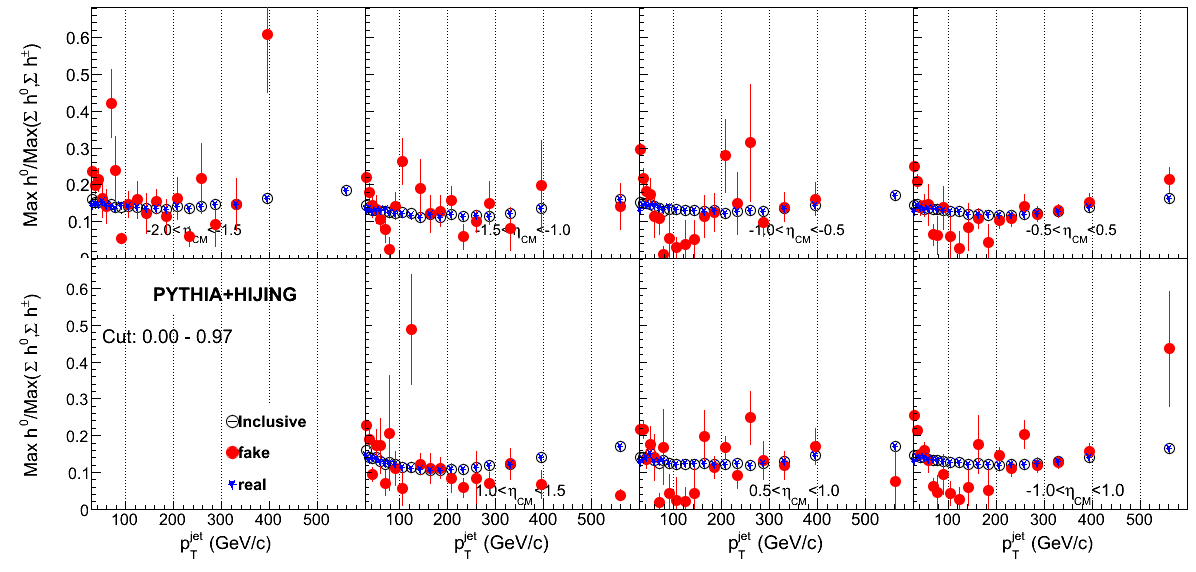 Max h⁰/Max(Σ h⁰,Σ h±)
0.6
0.5
0.4
0.3
0.2
0.1
0
-2.0<η_CM<-1.5
-1.5<η_CM<-1.0
-1.0<η_CM<-0.5
-0.5<η_CM<0.5
Max h⁰/Max(Σ h⁰,Σ h±)
0.6
0.5
0.4
0.3
0.2
0.1
0
PYTHIA+HIJING
Cut: 0.00 - 0.97
Inclusive
fake
real
1.0<η_CM<1.5
0.5<η_CM<1.0
-1.0<η_CM<1.0
100 200 300 400 500
100 200 300 400 500
100 200 300 400 500
100 200 300 400 500
p_T^jet (GeV/c)
p_T^jet (GeV/c)
p_T^jet (GeV/c)
p_T^jet (GeV/c)